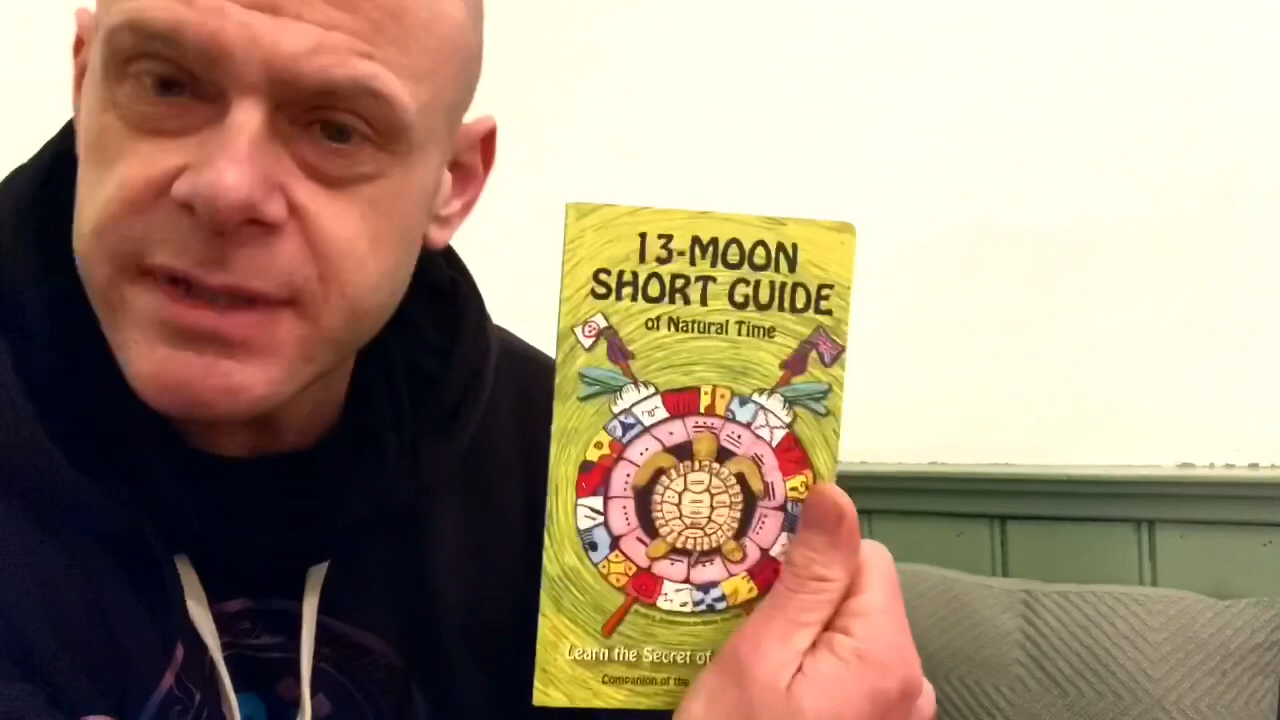 13-MOON
SHORT GUIDE
of Natural Time
Learn the Secret of
Companion of the